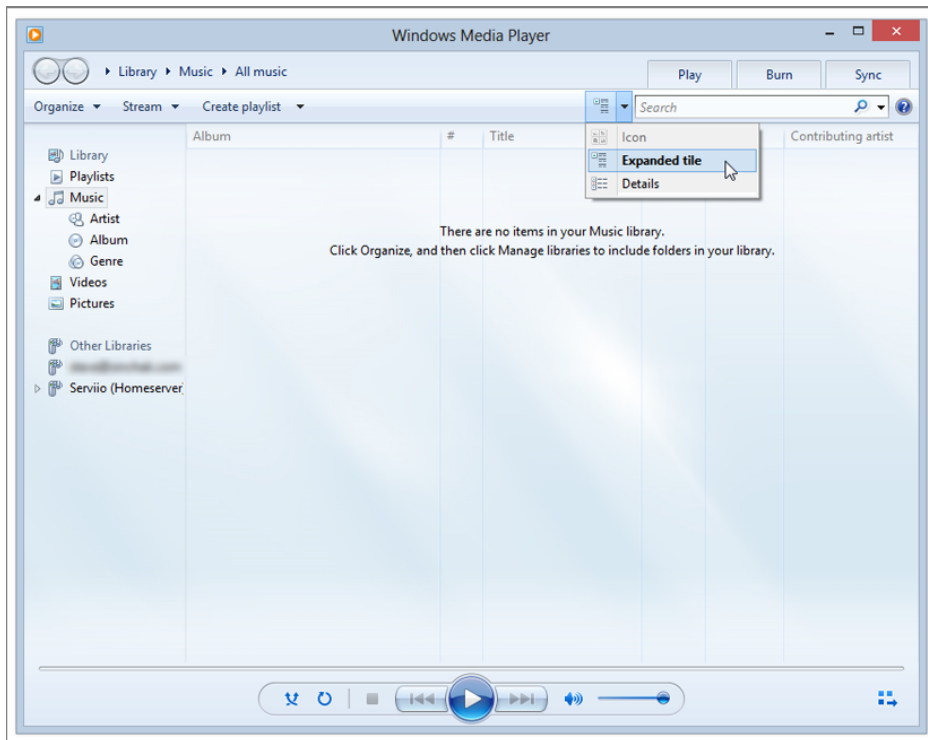 Windows Media Player
Library Music All music
Play Burn Sync
Organize Stream Create playlist Search
Album # Title Contributing artist
Icon
Expanded tile
Details
Library
Playlists
Music
Artist
Album
Genre
Videos
Pictures
Other Libraries
Serviio (Homeserver
There are no items in your Music library.
Click Organize, and then click Manage libraries to include folders in your library.